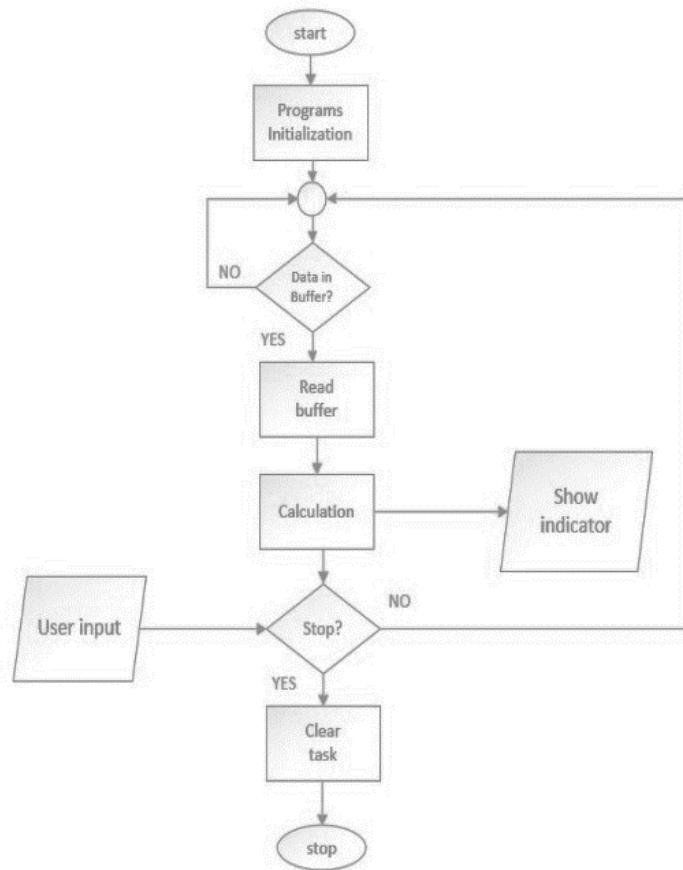 start
Programs
Initialization
NO
Data in
Buffer?
YES
Read
buffer
Calculation
Show
indicator
User input
Stop?
NO
YES
Clear
task
stop